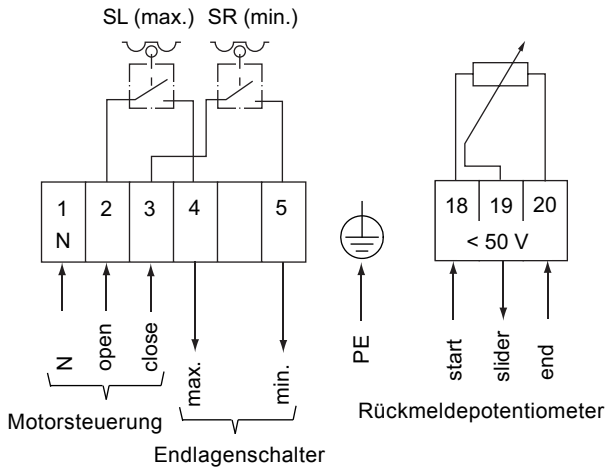 SL (max.) SR (min.)
1 2 3 4 5
N
18 19 20
< 50 V
N
open
close
max.
min.
PE
start
slider
end
Motorsteuerung
Endlagenschalter
Rückmeldepotentiometer